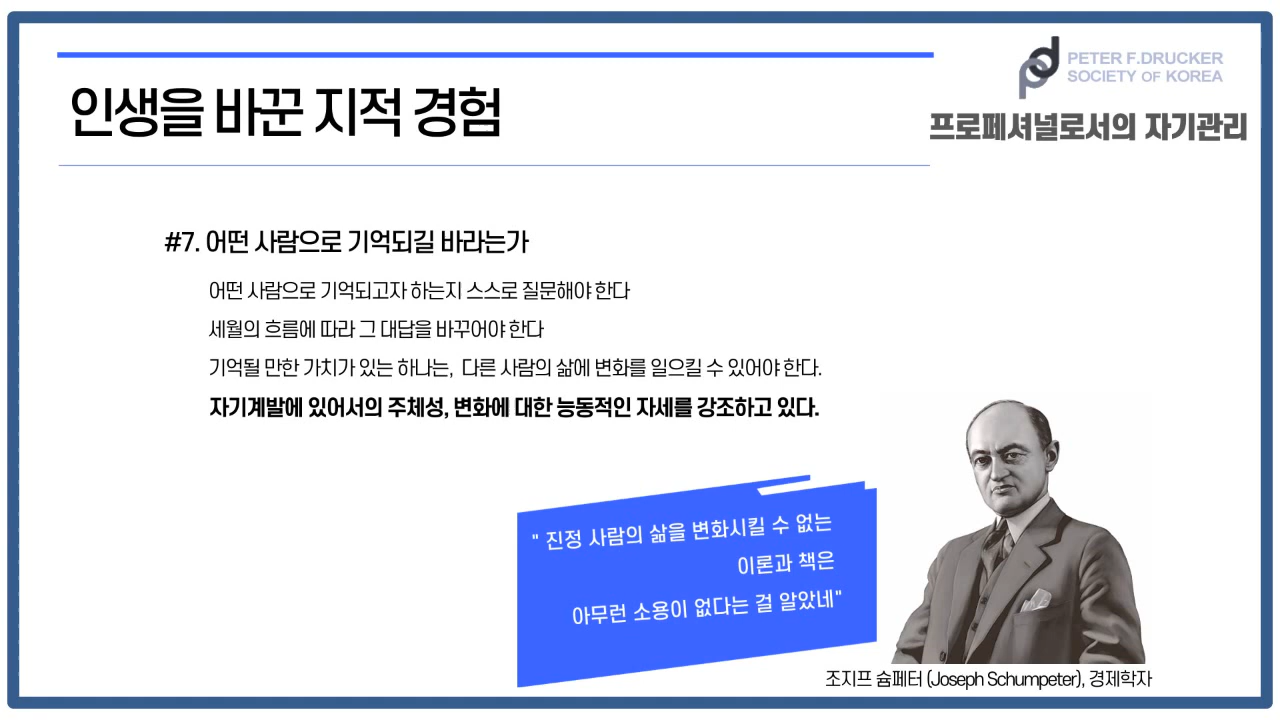 PETER F.DRUCKER
SOCIETY OF KOREA
프로페셔널로서의 자기관리
인생을 바꾼 지적 경험
#7. 어떤 사람으로 기억되길 바라는가
어떤 사람으로 기억되고자 하는지 스스로 질문해야 한다
세월의 흐름에 따라 그 대답을 바꾸어야 한다
기억될 만한 가치가 있는 하나는, 다른 사람의 삶에 변화를 일으킬 수 있어야 한다.
자기계발에 있어서의 주체성, 변화에 대한 능동적인 자세를 강조하고 있다.
" 진정 사람의 삶을 변화시킬 수 없는
이론과 책은
아무런 소용이 없다는 걸 알았네"
조지프 슘페터 (Joseph Schumpeter), 경제학자